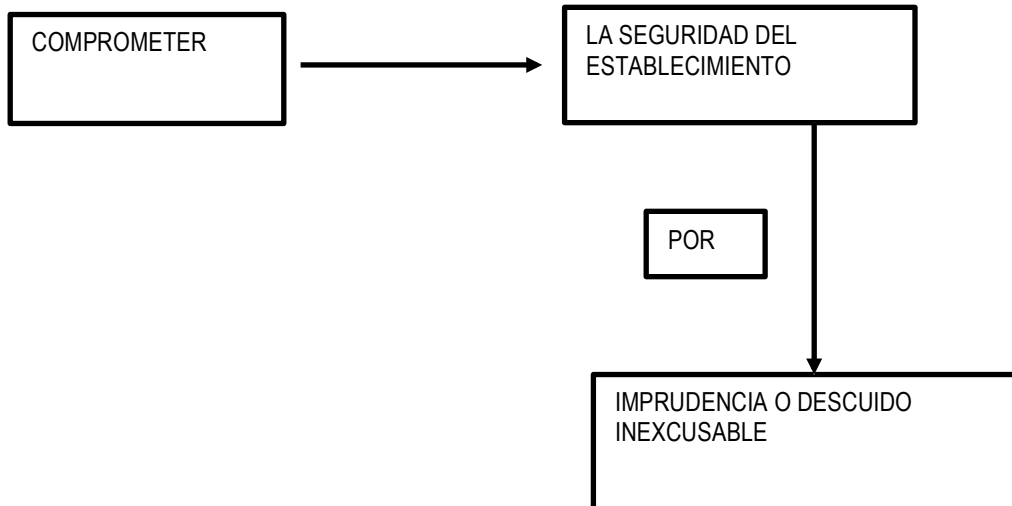 COMPROMETER
LA SEGURIDAD DEL
ESTABLECIMIENTO
POR
IMPRUDENCIA O DESCUIDO
INEXCUSABLE